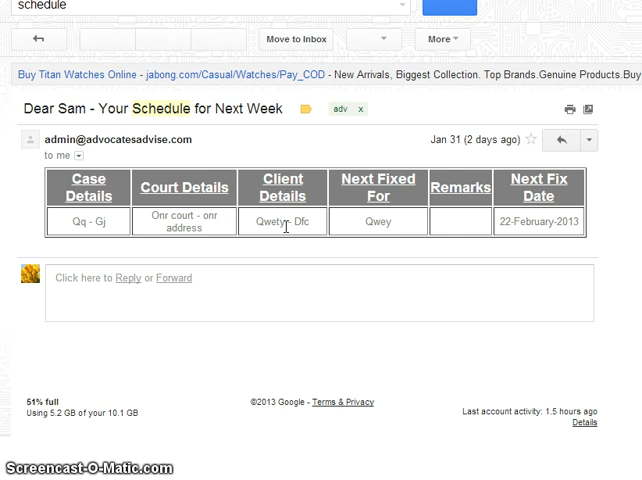 schedule
Move to Inbox
More
Buy Titan Watches Online - jabong.com/Casual/Watches/Pay_COD - New Arrivals, Biggest Collection. Top Brands.Genuine Products.Buy
Dear Sam - Your Schedule for Next Week
adv x
admin@advocatesadvise.com
Jan 31 (2 days ago)
to me
Case Details
Court Details
Client Details
Next Fixed For
Remarks
Next Fix Date
Qq - Gj
Onr court - onr address
Qwety - Dfc
Qwey
22-February-2013
Click here to Reply or Forward
51% full
Using 5.2 GB of your 10.1 GB
©2013 Google - Terms & Privacy
Last account activity: 1.5 hours ago
Details
Screencast-O-Matic.com